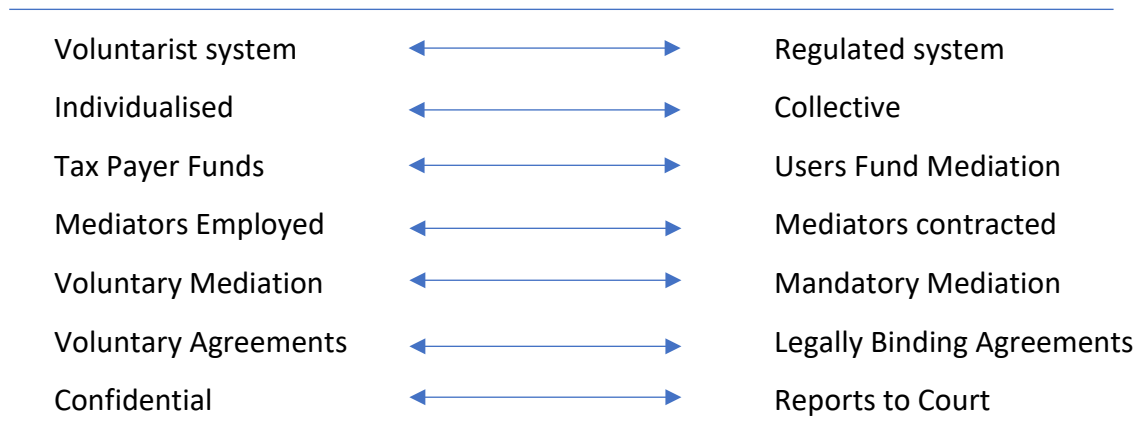 Voluntarist system Regulated system
Individualised Collective
Tax Payer Funds Users Fund Mediation
Mediators Employed Mediators contracted
Voluntary Mediation Mandatory Mediation
Voluntary Agreements Legally Binding Agreements
Confidential Reports to Court